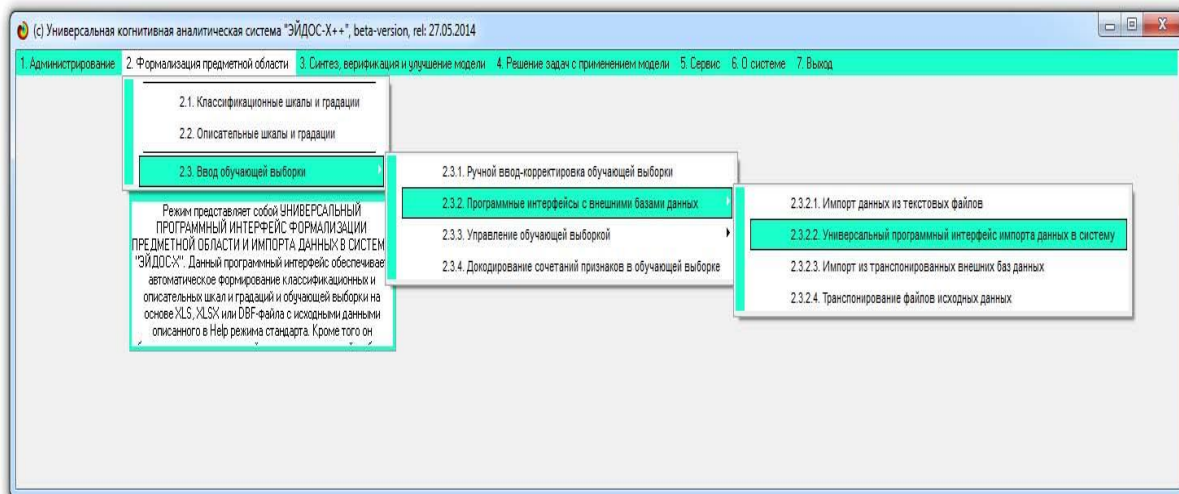 (c) Универсальная когнитивная аналитическая система "ЭЙДОС-X++", beta-version, rel: 27.05.2014
1. Администрирование 2. Формализация предметной области 3. Синтез, верификация и улучшение модели 4. Решение задач с применением модели 5. Сервис 6. О системе 7. Выход
2.1. Классификационные шкалы и градации
2.2. Описательные шкалы и градации
2.3. Ввод обучающей выборки
2.3.1. Ручной ввод-корректировка обучающей выборки
2.3.2. Программные интерфейсы с внешними базами данных
2.3.3. Управление обучающей выборкой
2.3.4. Докодирование сочетаний признаков в обучающей выборке
2.3.2.1. Импорт данных из текстовых файлов
2.3.2.2. Универсальный программный интерфейс импорта данных в систему
2.3.2.3. Импорт из транспонированных внешних баз данных
2.3.2.4. Транспонирование файлов исходных данных
Режим представляет собой УНИВЕРСАЛЬНЫЙ
ПРОГРАММНЫЙ ИНТЕРФЕЙС ФОРМАЛИЗАЦИИ
ПРЕДМЕТНОЙ ОБЛАСТИ И ИМПОРТА ДАННЫХ В СИСТЕМ
"ЭЙДОС-X". Данный программный интерфейс обеспечивает
автоматическое формирование классификационных и
описательных шкал и градаций и обучающей выборки на
основе XLS, XLSX или DBF-файла с исходными данными
описанного в Help режима стандарта. Кроме того он